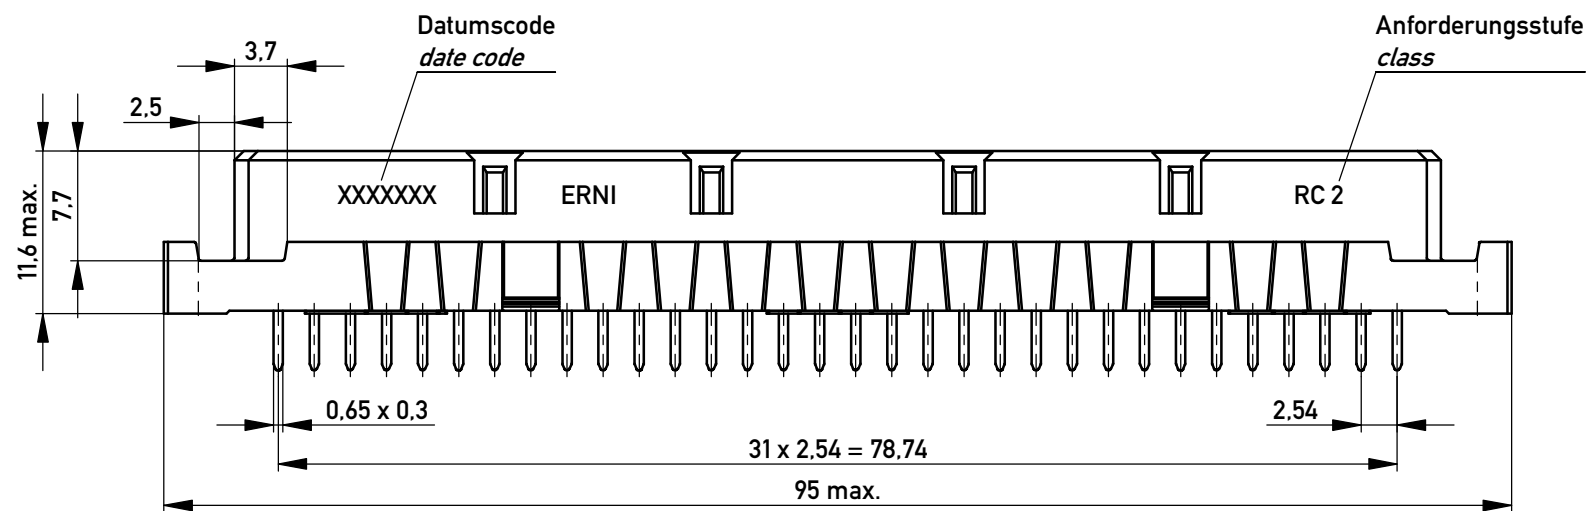 Datumscode
date code
Anforderungsstufe
class
3,7
2,5
11,6 max.
7,7
XXXXXXX
ERNI
RC 2
0,65 x 0,3
2,54
31 x 2,54 = 78,74
95 max.